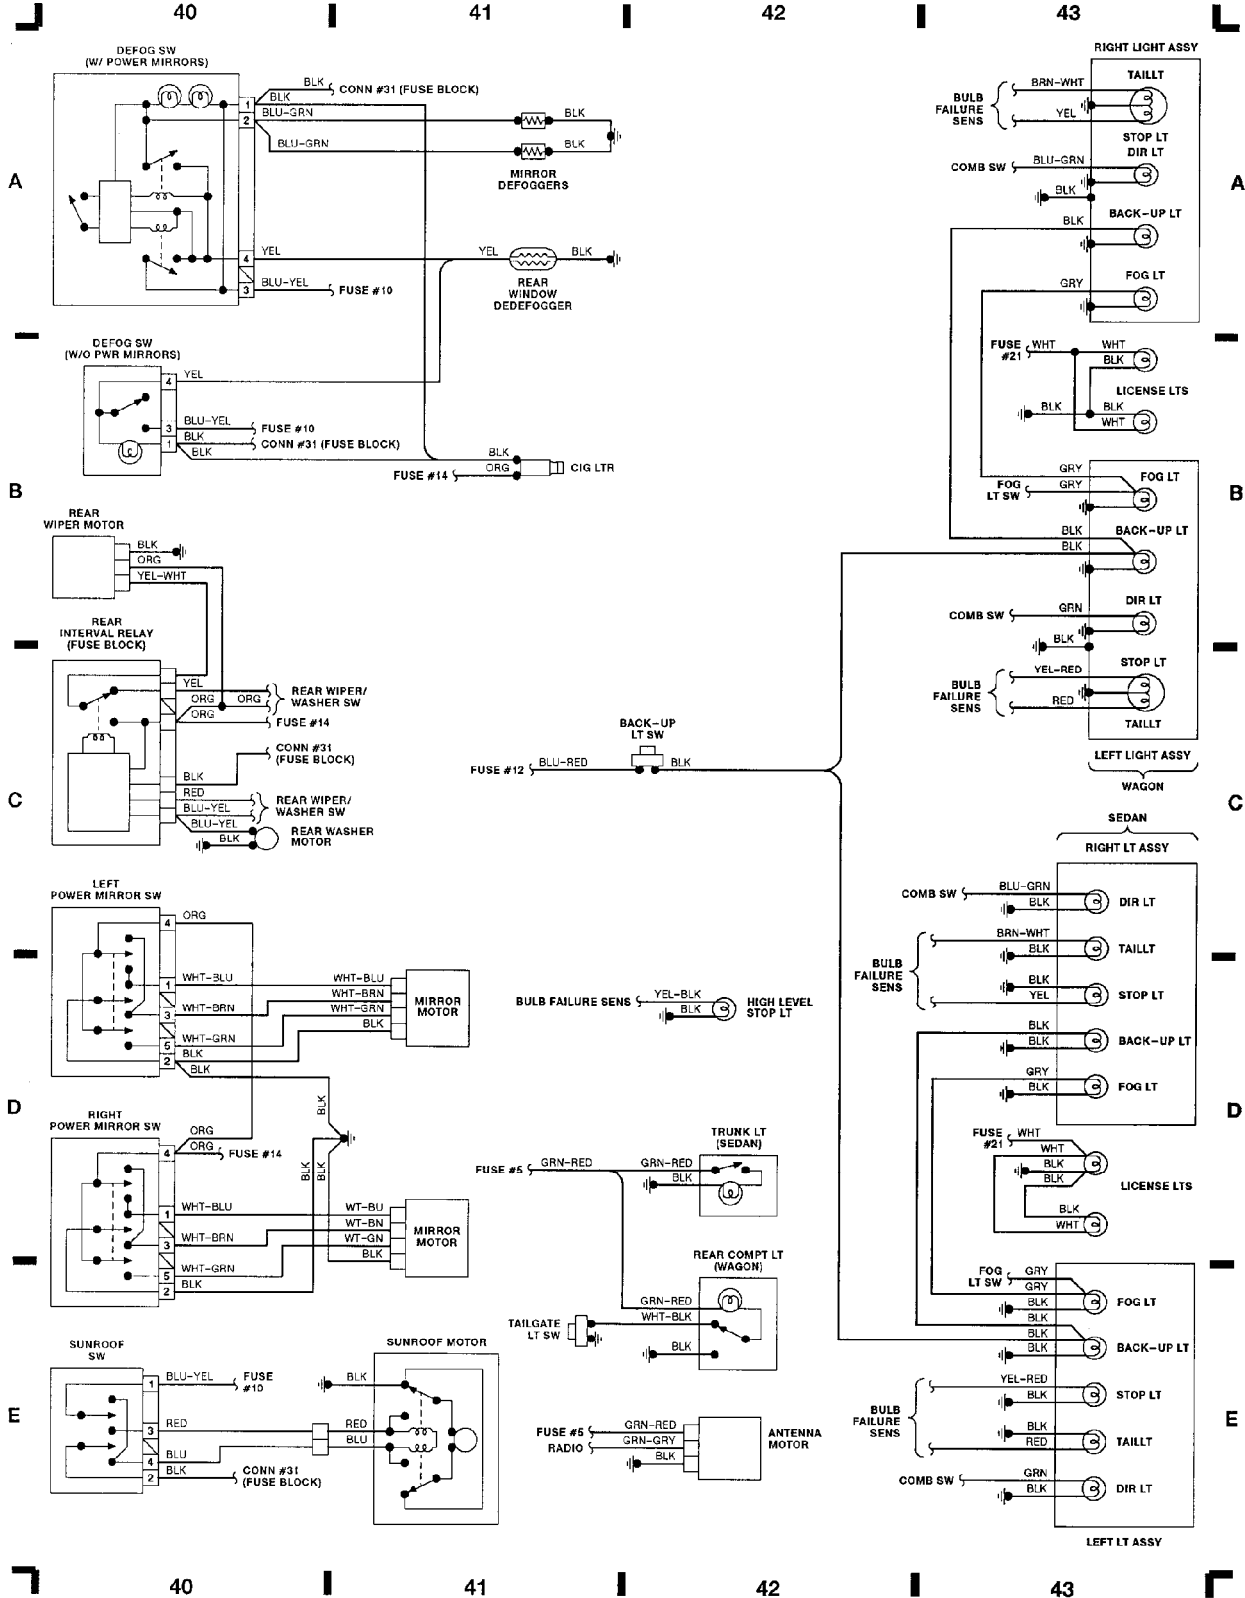 40 41 42 43
A
DEFOG SW
(W/ POWER MIRRORS)
BLK
CONN #31 (FUSE BLOCK)
1
BLK
2
BLU-GRN
BLK
BLU-GRN
BLK
MIRROR
DEFOGGERS
4
YEL
YEL
BLK
REAR
WINDOW
DEDEFOGGER
3
BLU-YEL
FUSE #10
DEFOG SW
(W/O PWR MIRRORS)
4
YEL
3
BLU-YEL
FUSE #10
1
BLK
CONN #31 (FUSE BLOCK)
BLK
BLK
ORG
FUSE #14
CIG LTR
B
REAR
WIPER MOTOR
BLK
ORG
YEL-WHT
REAR
INTERVAL RELAY
(FUSE BLOCK)
YEL
ORG
ORG
REAR WIPER/
WASHER SW
ORG
FUSE #14
CONN #31
(FUSE BLOCK)
BLK
RED
BLU-YEL
REAR WIPER/
WASHER SW
BLU-YEL
BLK
REAR WASHER
MOTOR
C
LEFT
POWER MIRROR SW
4
ORG
1
WHT-BLU
WHT-BLU
3
WHT-BRN
WHT-BRN
5
WHT-GRN
WHT-GRN
2
BLK
BLK
BLK
MIRROR
MOTOR
BLK
BLK
BLK
D
RIGHT
POWER MIRROR SW
ORG
4
ORG
FUSE #14
1
WHT-BLU
WT-BU
3
WHT-BRN
WT-BN
5
WHT-GRN
WT-GN
2
BLK
BLK
MIRROR
MOTOR
E
SUNROOF
SW
1
BLU-YEL
FUSE
#10
3
RED
4
BLU
2
BLK
CONN #31
(FUSE BLOCK)
SUNROOF MOTOR
BLK
RED
BLU
BACK-UP
LT SW
FUSE #12
BLU-RED
BLK
BULB FAILURE SENS
YEL-BLK
BLK
HIGH LEVEL
STOP LT
TRUNK LT
(SEDAN)
FUSE #5
GRN-RED
GRN-RED
BLK
REAR COMPT LT
(WAGON)
GRN-RED
WHT-BLK
TAILGATE
LT SW
BLK
FUSE #5
GRN-RED
RADIO
GRN-GRY
BLK
ANTENNA
MOTOR
RIGHT LIGHT ASSY
BULB
FAILURE
SENS
BRN-WHT
YEL
TAILLT
STOP LT
DIR LT
COMB SW
BLU-GRN
BLK
A
BLK
BACK-UP LT
GRY
FOG LT
FUSE
#21
WHT
WHT
BLK
LICENSE LTS
BLK
BLK
WHT
GRY
FOG LT
FOG
LT SW
GRY
B
BLK
BACK-UP LT
BLK
DIR LT
COMB SW
GRN
BLK
STOP LT
BULB
FAILURE
SENS
YEL-RED
RED
TAILLT
LEFT LIGHT ASSY
WAGON
C
SEDAN
RIGHT LT ASSY
COMB SW
BLU-GRN
BLK
DIR LT
BULB
FAILURE
SENS
BRN-WHT
BLK
TAILLT
BLK
YEL
STOP LT
BLK
BLK
BACK-UP LT
GRY
BLK
FOG LT
D
FUSE
#21
WHT
WHT
BLK
BLK
LICENSE LTS
BLK
WHT
FOG
LT SW
GRY
GRY
BLK
FOG LT
BLK
BLK
BLK
BACK-UP LT
BULB
FAILURE
SENS
YEL-RED
BLK
STOP LT
BLK
RED
TAILLT
E
COMB SW
GRN
BLK
DIR LT
LEFT LT ASSY
40 41 42 43